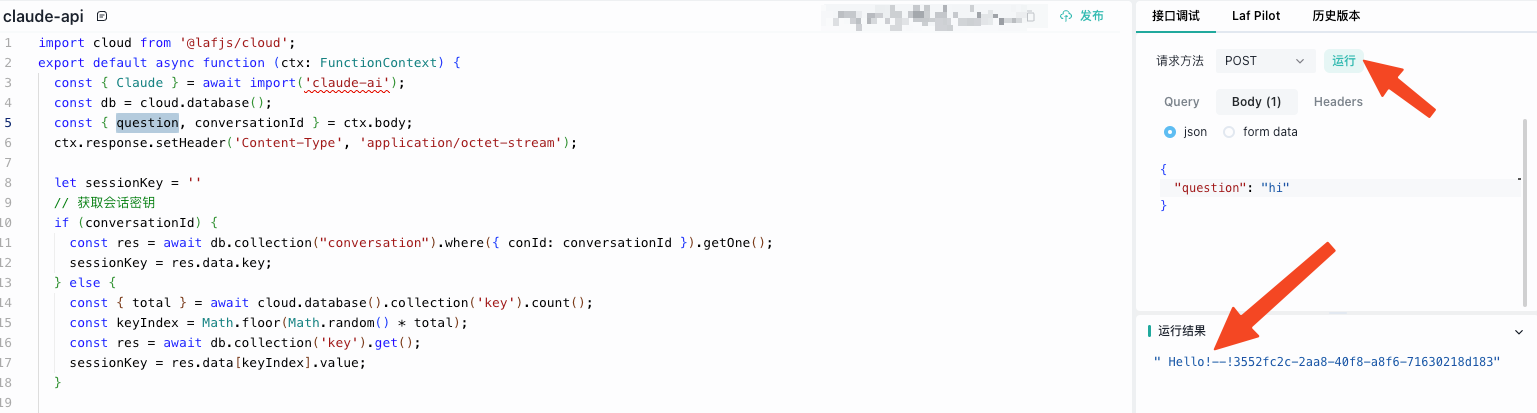 claude-api
发布
1 import cloud from '@lafjs/cloud';
2 export default async function (ctx: FunctionContext) {
3 const { Claude } = await import('claude-ai');
4 const db = cloud.database();
5 const { question, conversationId } = ctx.body;
6 ctx.response.setHeader('Content-Type', 'application/octet-stream');
7
8 let sessionKey = ''
9 // 获取会话密钥
10 if (conversationId) {
11 const res = await db.collection("conversation").where({ conId: conversationId }).getOne();
12 sessionKey = res.data.key;
13 } else {
14 const { total } = await cloud.database().collection('key').count();
15 const keyIndex = Math.floor(Math.random() * total);
16 const res = await db.collection('key').get();
17 sessionKey = res.data[keyIndex].value;
18 }
19
接口调试 Laf Pilot 历史版本
请求方法 POST 运行
Query Body (1) Headers
json form data
{
"question": "hi"
}
运行结果
" Hello!--!3552fc2c-2aa8-40f8-a8f6-71630218d183"